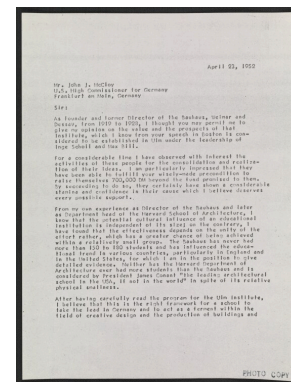 April 22, 1952
Mr. John J. McCloy
U.S. High Commissioner for Germany
Frankfurt on Main, Germany
Sir:
As founder and former Director of the Bauhaus, Weimar and
Dessau, from 1919 to 1928, I thought you may permit me to
give my opinion on the value and the prospects of that
Institute, which I know from your speech in Boston is con-
sidered to be established in Ulm under the leadership of
Inge Scholl and Max Bill.
For a considerable time I have observed with interest the
activities of these people for the consolidation and realiza-
tion of their ideas. I am particularly impressed that they
have been able to fulfill your originally-made precondition to
raise themselves 700,000 DM toward the fund promised to them.
By succeeding to do so, they certainly have shown a considerable
stamina and confidence in their cause which I believe deserves
every possible support.
From my own experience as Director of the Bauhaus and later
as Department Head of the Harvard School of Architecture, I
know that the potential cultural influence of an educational
institution is independent of its size; on the contrary, I
have found that the effectiveness depends on the unity of the
effort rather, which has a greater chance of being achieved
within a relatively small group. The Bauhaus has never had
more than 150 to 180 students and has influenced the educa-
tional trend in various countries, particularly in England and
in the United States, for which I am in the position to give
detailed evidence. Neither has the Harvard Department of
Architecture ever had more students than the Bauhaus and is
considered by President James Conant "the leading architectural
school in the USA, if not in the world" in spite of its relative
physical smallness.
After having carefully read the program for the Ulm institute,
I believe that this is the right framework for a school to
take the lead in Germany and to act as a ferment within the
field of creative design and the production of buildings and
PHOTO COPY